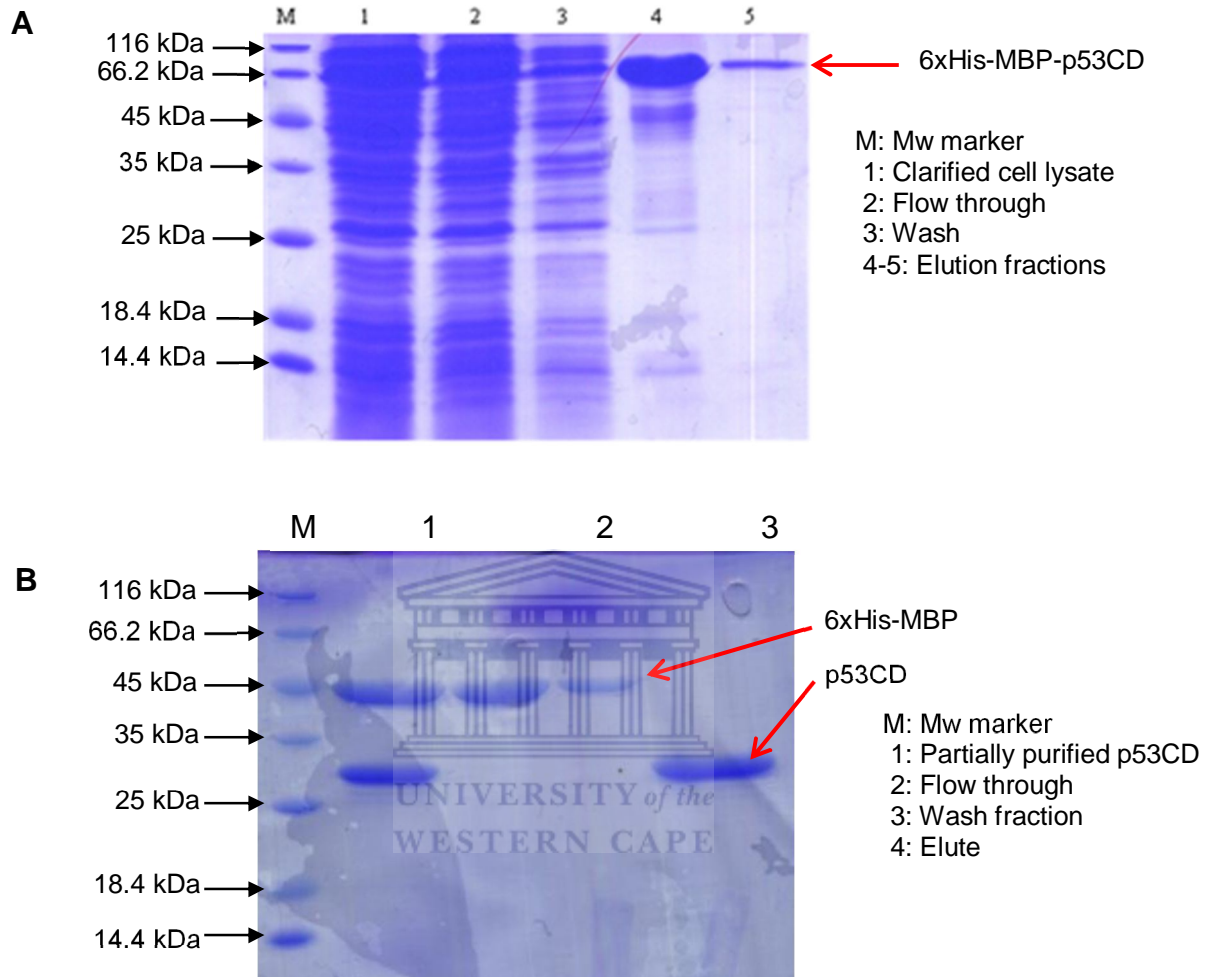 A
M 1 2 3 4 5
116 kDa
66.2 kDa
45 kDa
35 kDa
25 kDa
18.4 kDa
14.4 kDa
6xHis-MBP-p53CD
M: Mw marker
1: Clarified cell lysate
2: Flow through
3: Wash
4-5: Elution fractions
B
M 1 2 3
116 kDa
66.2 kDa
45 kDa
35 kDa
25 kDa
18.4 kDa
14.4 kDa
6xHis-MBP
p53CD
M: Mw marker
1: Partially purified p53CD
2: Flow through
3: Wash fraction
4: Elute
UNIVERSITY of the
WESTERN CAPE